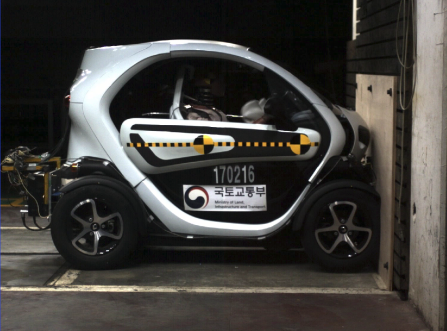 170216
국토교통부
Ministry of Land,
Infrastructure and Transport